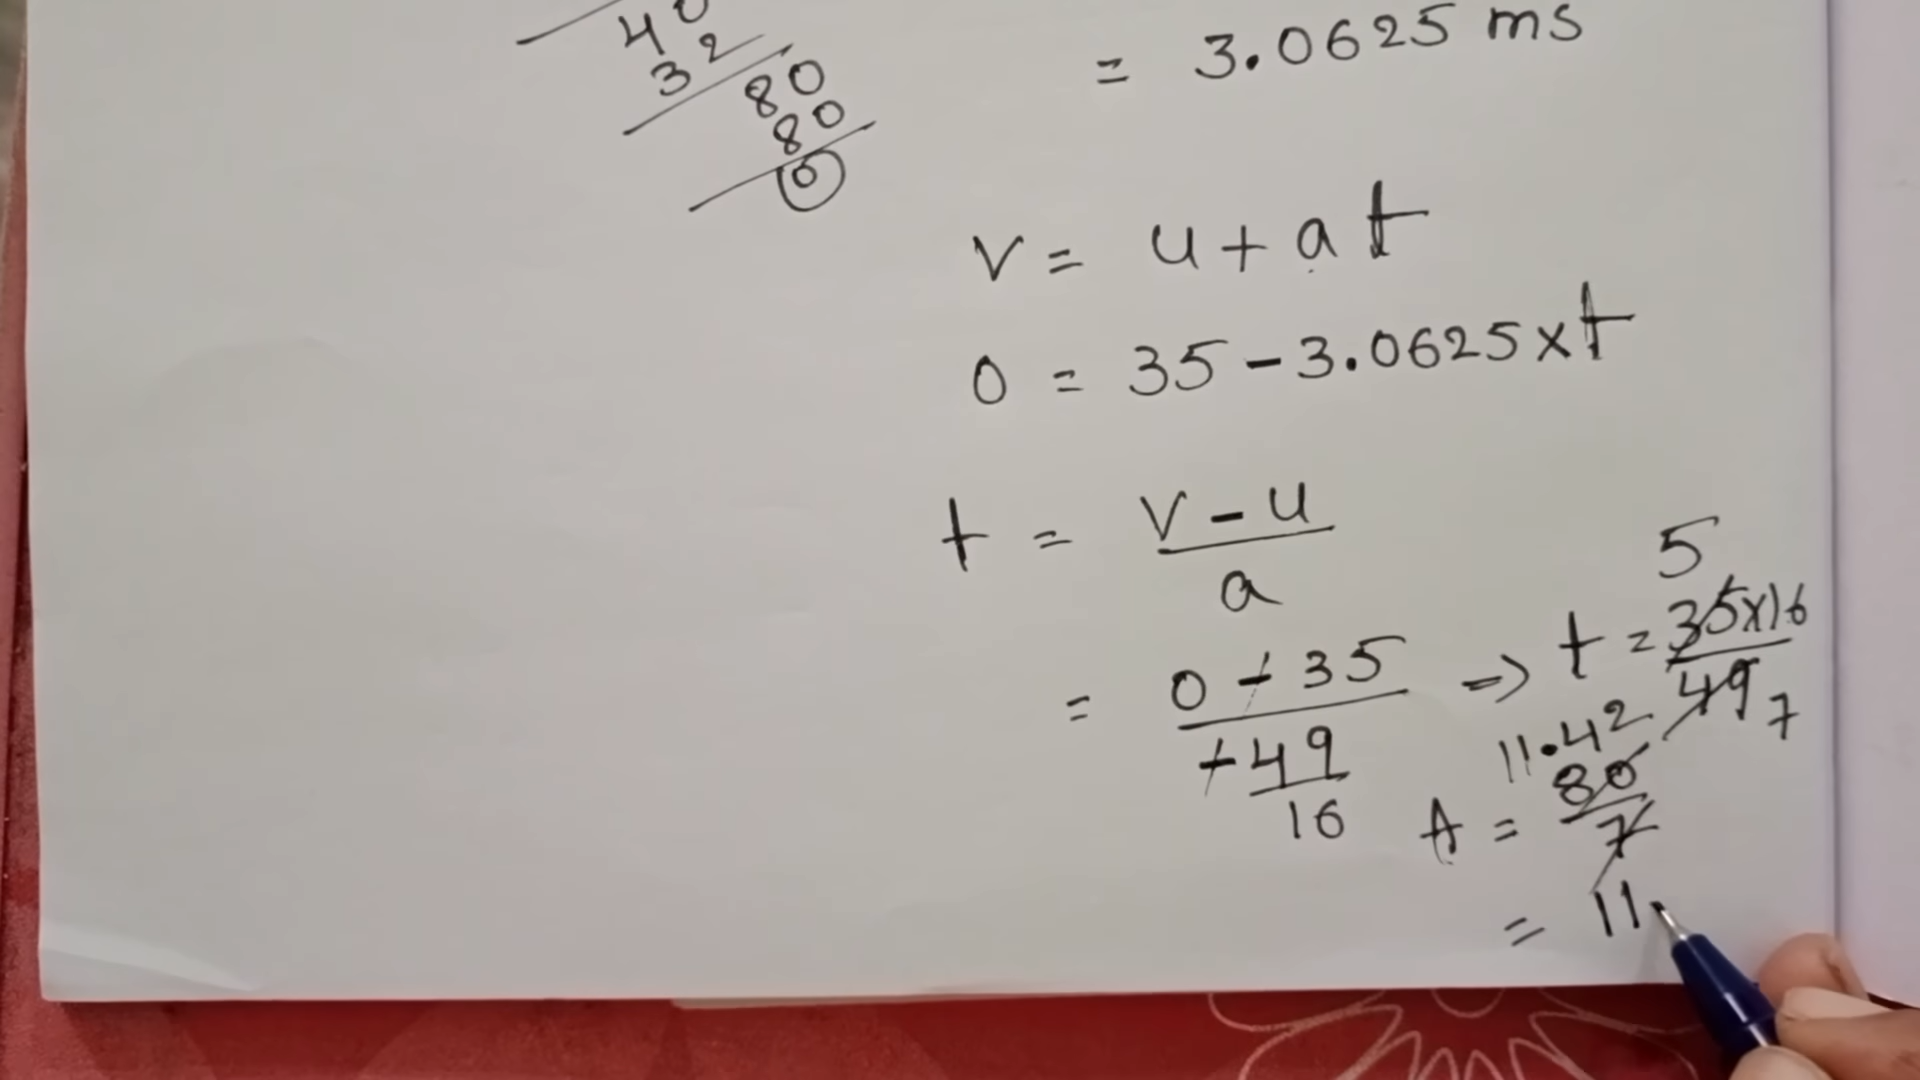 40
32
80
80
0
= 3.0625 ms
v = u + at
0 = 35 - 3.0625 x t
t = v - u / a
= 0 - 35 / - 49 / 16 => t = 35 x 16 / 49
5
7
11.42
t = 80 / 7
= 11